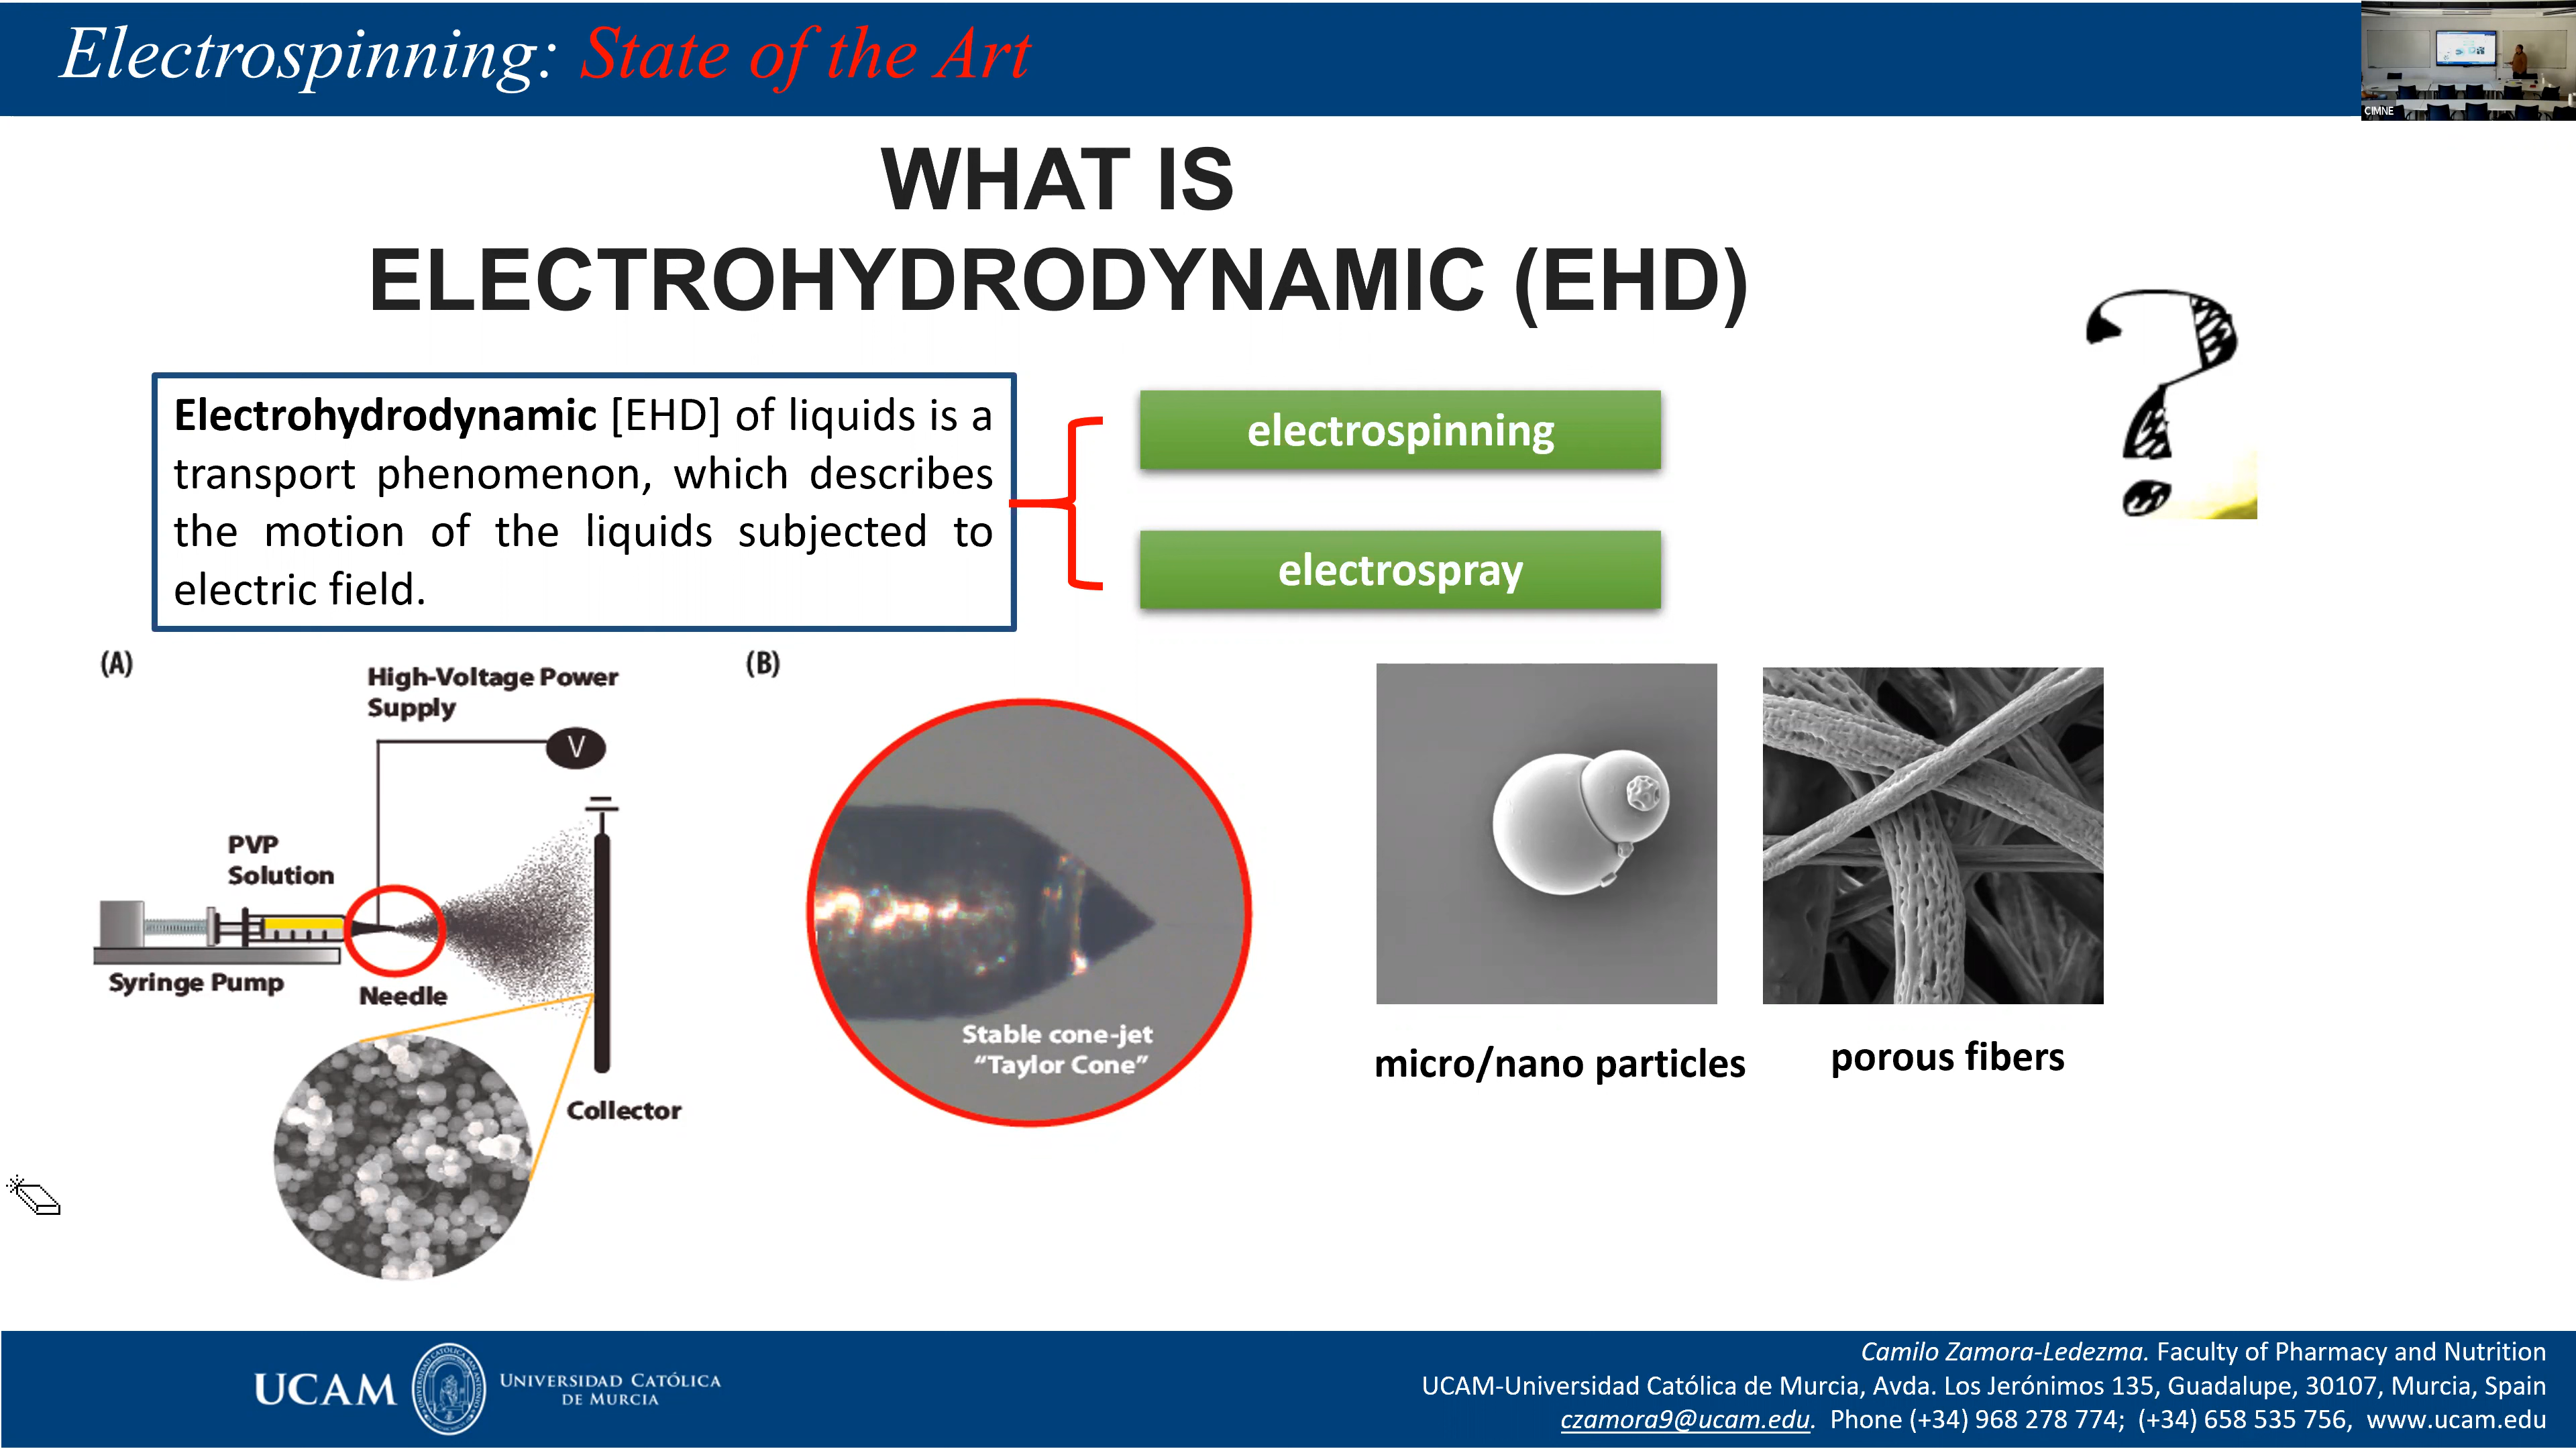 Electrospinning: State of the Art
CIMNE
WHAT IS
ELECTROHYDRODYNAMIC (EHD)
Electrohydrodynamic [EHD] of liquids is a
transport phenomenon, which describes
the motion of the liquids subjected to
electric field.
electrospinning
electrospray
(A)
High-Voltage Power
Supply
V
PVP
Solution
Syringe Pump
Needle
Collector
(B)
Stable cone-jet
“Taylor Cone”
micro/nano particles
porous fibers
UCAM
UNIVERSIDAD CATÓLICA
DE MURCIA
Camilo Zamora-Ledezma. Faculty of Pharmacy and Nutrition
UCAM-Universidad Católica de Murcia, Avda. Los Jerónimos 135, Guadalupe, 30107, Murcia, Spain
czamora9@ucam.edu. Phone (+34) 968 278 774; (+34) 658 535 756, www.ucam.edu